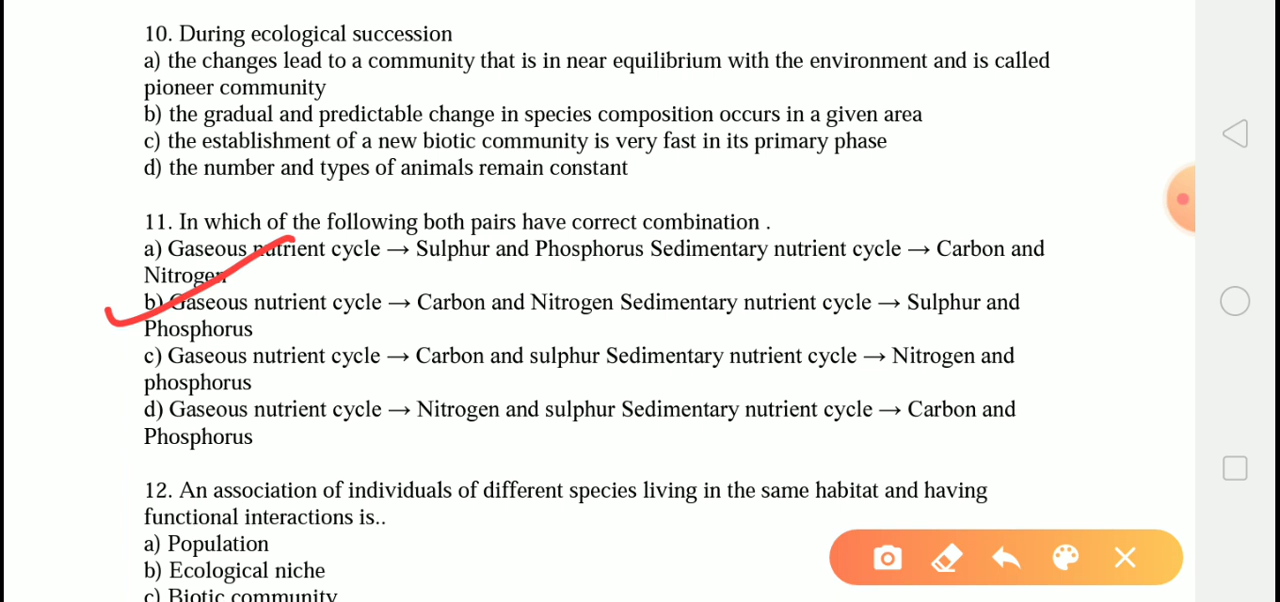 10. During ecological succession
a) the changes lead to a community that is in near equilibrium with the environment and is called
pioneer community
b) the gradual and predictable change in species composition occurs in a given area
c) the establishment of a new biotic community is very fast in its primary phase
d) the number and types of animals remain constant
11. In which of the following both pairs have correct combination .
a) Gaseous nutrient cycle → Sulphur and Phosphorus Sedimentary nutrient cycle → Carbon and
Nitrogen
b) Gaseous nutrient cycle → Carbon and Nitrogen Sedimentary nutrient cycle → Sulphur and
Phosphorus
c) Gaseous nutrient cycle → Carbon and sulphur Sedimentary nutrient cycle → Nitrogen and
phosphorus
d) Gaseous nutrient cycle → Nitrogen and sulphur Sedimentary nutrient cycle → Carbon and
Phosphorus
12. An association of individuals of different species living in the same habitat and having
functional interactions is..
a) Population
b) Ecological niche
c) Biotic community